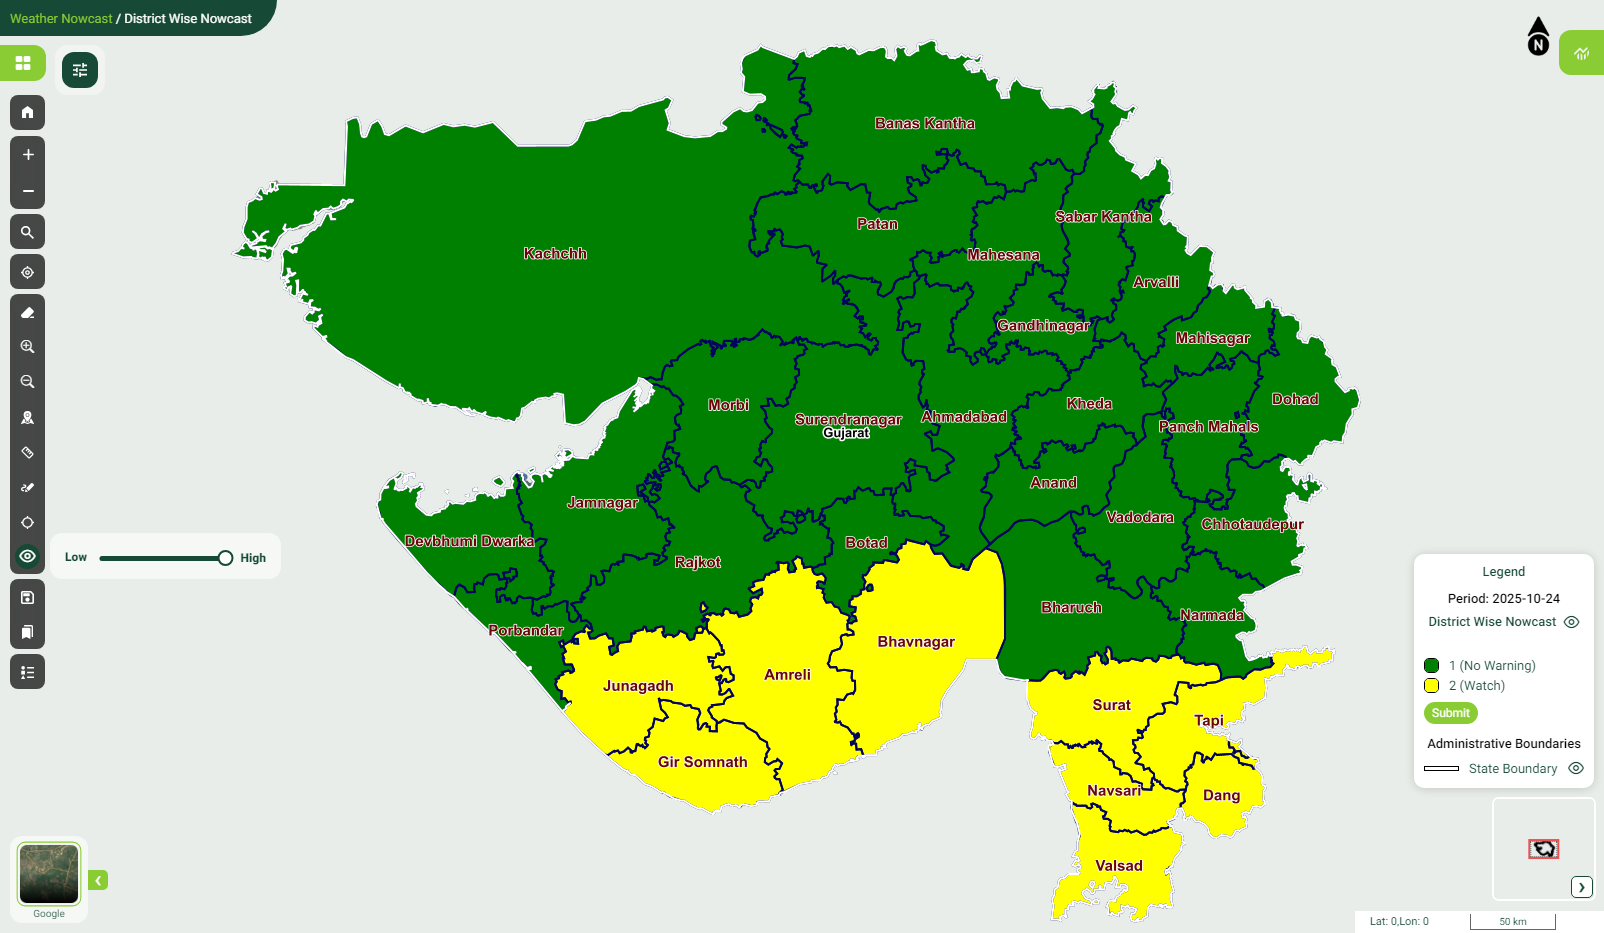 Weather Nowcast / District Wise Nowcast
N
Banas Kantha
Patan
Sabar Kantha
Kachchh
Mahesana
Arvalli
Gandhinagar
Mahisagar
Morbi
Surendranagar
Gujarat
Ahmadabad
Kheda
Dohad
Panch Mahals
Jamnagar
Anand
Vadodara
Chhotaudepur
Devbhumi Dwarka
Botad
Rajkot
Low
High
Bharuch
Narmada
Porbandar
Bhavnagar
Junagadh
Amreli
Surat
Tapi
Gir Somnath
Navsari
Dang
Valsad
Legend
Period: 2025-10-24
District Wise Nowcast
1 (No Warning)
2 (Watch)
Submit
Administrative Boundaries
State Boundary
Google
Lat: 0,Lon: 0
50 km